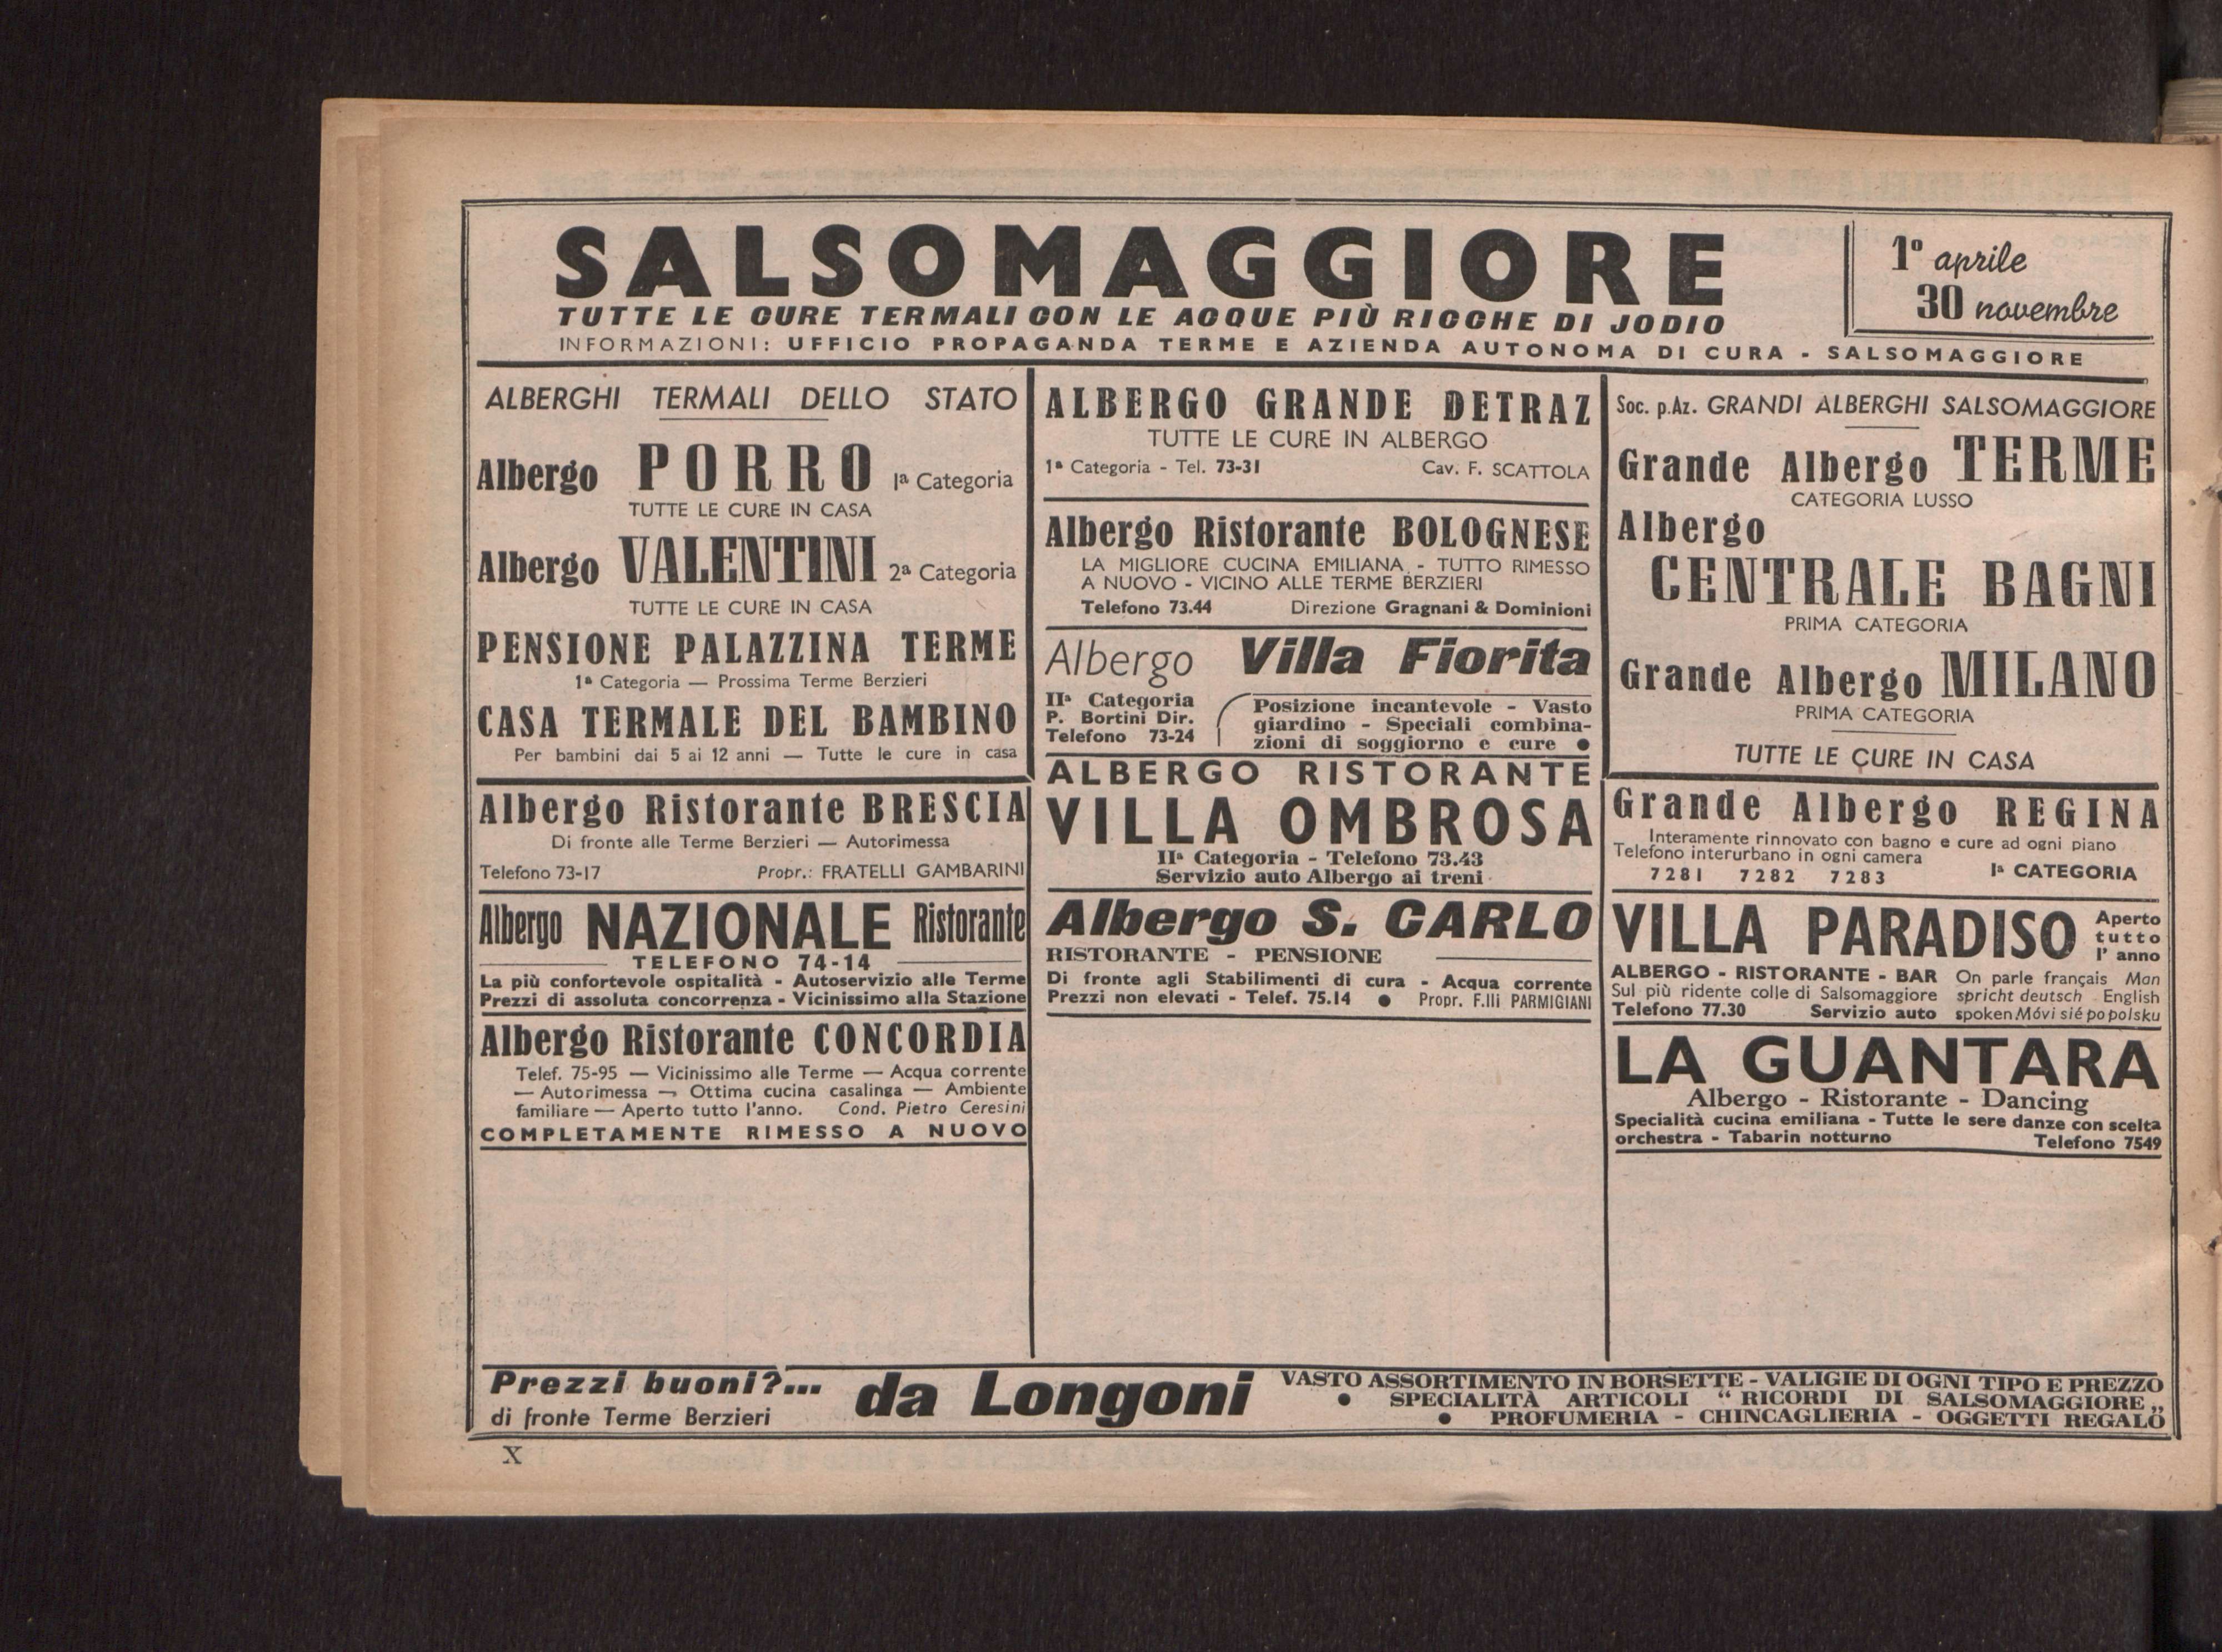 SALSOMAGGIORE
TUTTE LE CURE TERMALI CON LE ACQUE PIÙ RICCHE DI JODIO
INFORMAZIONI: UFFICIO PROPAGANDA TERME E AZIENDA AUTONOMA DI CURA - SALSOMAGGIORE
1º aprile
30 novembre
ALBERGHI TERMALI DELLO STATO
Albergo PORRO 1ª Categoria
TUTTE LE CURE IN CASA
Albergo VALENTINI 2ª Categoria
TUTTE LE CURE IN CASA
PENSIONE PALAZZINA TERME
1ª Categoria — Prossima Terme Berzieri
CASA TERMALE DEL BAMBINO
Per bambini dai 5 ai 12 anni — Tutte le cure in casa
Albergo Ristorante BRESCIA
Di fronte alle Terme Berzieri — Autorimessa
Telefono 73-17 Propr.: FRATELLI GAMBARINI
Albergo NAZIONALE Ristorante
TELEFONO 74-14
La più confortevole ospitalità - Autoservizio alle Terme
Prezzi di assoluta concorrenza - Vicinissimo alla Stazione
Albergo Ristorante CONCORDIA
Telef. 75-95 — Vicinissimo alle Terme — Acqua corrente
— Autorimessa — Ottima cucina casalinga — Ambiente
familiare — Aperto tutto l'anno. Cond. Pietro Ceresini
COMPLETAMENTE RIMESSO A NUOVO
ALBERGO GRANDE DETRAZ
TUTTE LE CURE IN ALBERGO
1ª Categoria - Tel. 73-31 Cav. F. SCATTOLA
Albergo Ristorante BOLOGNESE
LA MIGLIORE CUCINA EMILIANA - TUTTO RIMESSO
A NUOVO - VICINO ALLE TERME BERZIERI
Telefono 73.44 Direzione Gragnani & Dominioni
Albergo Villa Fiorita
IIª Categoria
P. Bortini Dir.
Telefono 73-24
Posizione incantevole - Vasto
giardino - Speciali combina-
zioni di soggiorno e cure ●
ALBERGO RISTORANTE
VILLA OMBROSA
IIª Categoria - Telefono 73.43
Servizio auto Albergo ai treni
Albergo S. CARLO
RISTORANTE - PENSIONE
Di fronte agli Stabilimenti di cura - Acqua corrente
Prezzi non elevati - Telef. 75.14 ● Propr. F.lli PARMIGIANI
Soc. p.Az. GRANDI ALBERGHI SALSOMAGGIORE
Grande Albergo TERME
CATEGORIA LUSSO
Albergo
CENTRALE BAGNI
PRIMA CATEGORIA
Grande Albergo MILANO
PRIMA CATEGORIA
TUTTE LE CURE IN CASA
Grande Albergo REGINA
Interamente rinnovato con bagno e cure ad ogni piano
Telefono interurbano in ogni camera
7281 7282 7283 Iª CATEGORIA
VILLA PARADISO
Aperto
tutto
l' anno
ALBERGO - RISTORANTE - BAR On parle français Man
Sul più ridente colle di Salsomaggiore spricht deutsch English
Telefono 77.30 Servizio auto spoken Móvi sié po polsku
LA GUANTARA
Albergo - Ristorante - Dancing
Specialità cucina emiliana - Tutte le sere danze con scelta
orchestra - Tabarin notturno Telefono 7549
Prezzi buoni?...
di fronte Terme Berzieri
da Longoni
VASTO ASSORTIMENTO IN BORSETTE - VALIGIE DI OGNI TIPO E PREZZO
● SPECIALITÀ ARTICOLI “ RICORDI DI SALSOMAGGIORE „
● PROFUMERIA - CHINCAGLIERIA - OGGETTI REGALO
X